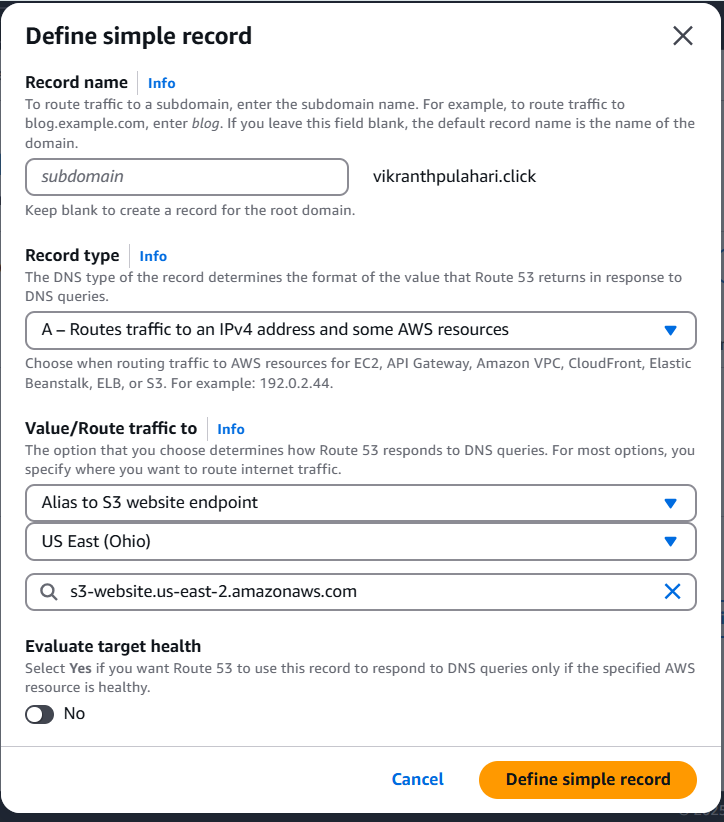 Define simple record
Record name Info
To route traffic to a subdomain, enter the subdomain name. For example, to route traffic to
blog.example.com, enter blog. If you leave this field blank, the default record name is the name of the
domain.
subdomain vikranthpulahari.click
Keep blank to create a record for the root domain.
Record type Info
The DNS type of the record determines the format of the value that Route 53 returns in response to
DNS queries.
A – Routes traffic to an IPv4 address and some AWS resources
Choose when routing traffic to AWS resources for EC2, API Gateway, Amazon VPC, CloudFront, Elastic
Beanstalk, ELB, or S3. For example: 192.0.2.44.
Value/Route traffic to Info
The option that you choose determines how Route 53 responds to DNS queries. For most options, you
specify where you want to route internet traffic.
Alias to S3 website endpoint
US East (Ohio)
s3-website.us-east-2.amazonaws.com
Evaluate target health
Select Yes if you want Route 53 to use this record to respond to DNS queries only if the specified AWS
resource is healthy.
No
Cancel Define simple record